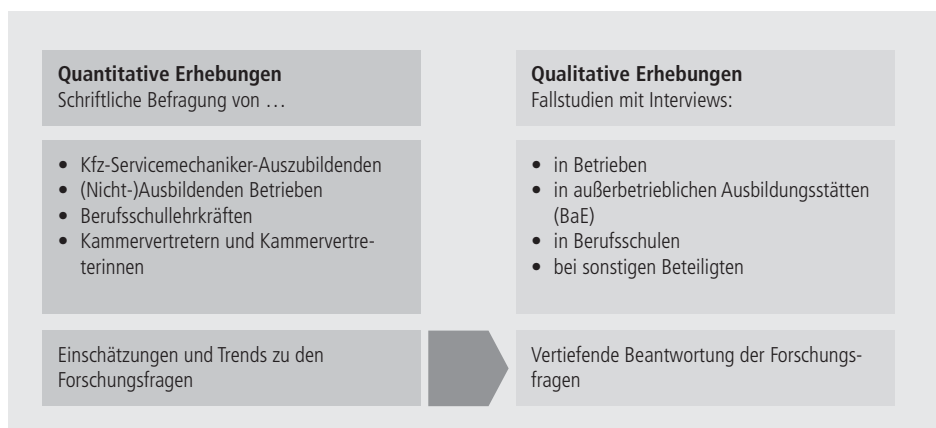 Quantitative Erhebungen
Schriftliche Befragung von …
• Kfz-Servicemechaniker-Auszubildenden
• (Nicht-)Ausbildenden Betrieben
• Berufsschullehrkräften
• Kammervertretern und Kammervertre-
terinnen
Einschätzungen und Trends zu den
Forschungsfragen
Qualitative Erhebungen
Fallstudien mit Interviews:
• in Betrieben
• in außerbetrieblichen Ausbildungsstätten
(BaE)
• in Berufsschulen
• bei sonstigen Beteiligten
Vertiefende Beantwortung der Forschungs-
fragen